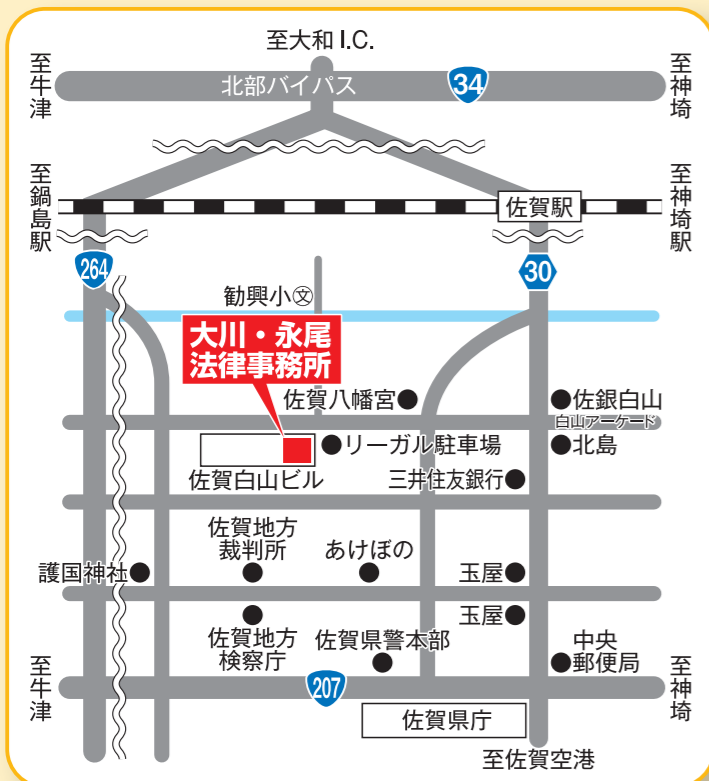 至大和 I.C.
至牛津
北部バイパス
34
至神埼
至鍋島駅
佐賀駅
至神埼駅
264
30
勧興小㊫
大川・永尾
法律事務所
佐賀八幡宮
佐銀白山
白山アーケード
リーガル駐車場
北島
佐賀白山ビル
三井住友銀行
佐賀地方
裁判所
あけぼの
護国神社
玉屋
玉屋
佐賀地方
検察庁
佐賀県警本部
中央
郵便局
至牛津
207
至神埼
佐賀県庁
至佐賀空港